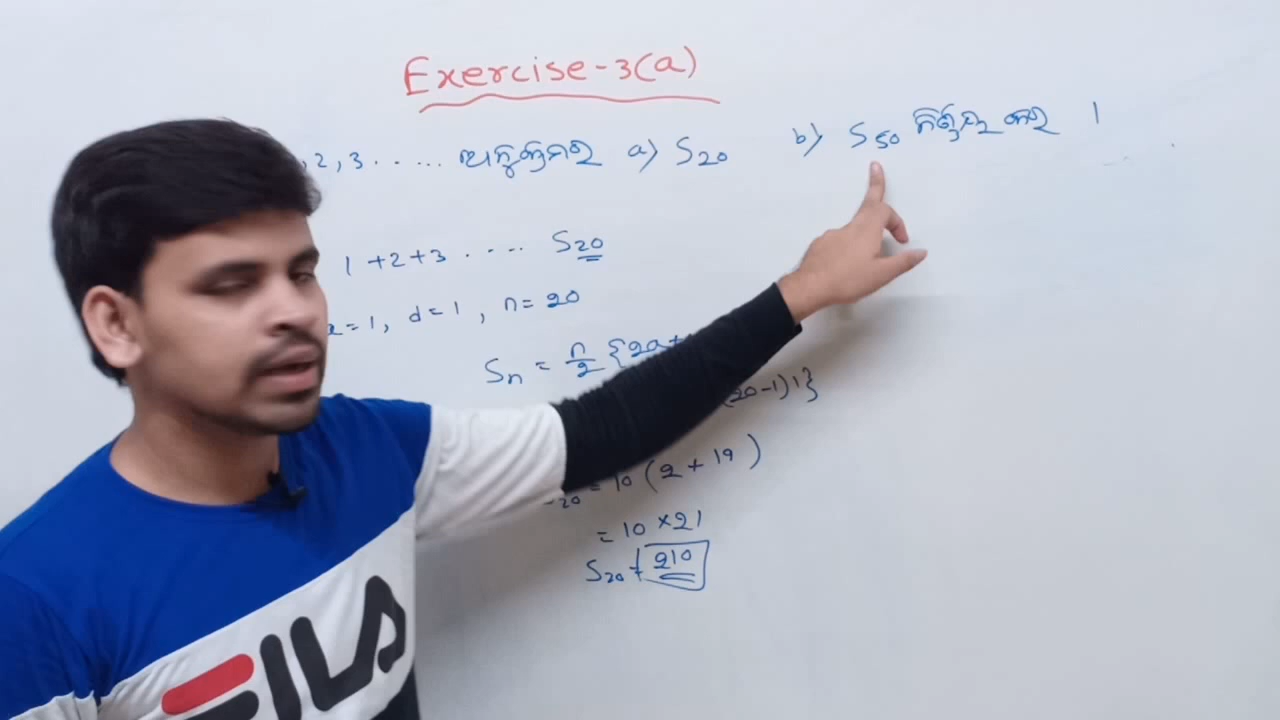 Exercise-3(a)
,2,3 . . . . . ଅନୁକ୍ରମର a) S₂₀ b) S₅₀ ନିର୍ଣ୍ଣୟ କର ।
1+2+3 . . . . S₂₀
a=1, d=1, n=20
Sₙ = n/2 {2a+
(20-1)1}
₂₀ = 10 (2+19)
= 10×21
S₂₀ = 210
FILA